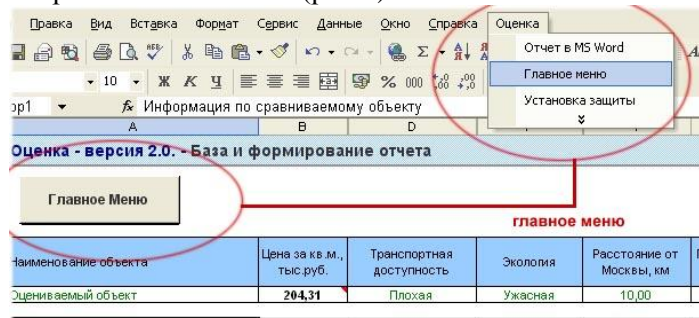 Правка Вид Вставка Формат Сервис Данные Окно Справка Оценка
Отчет в MS Word
10 Ж К Ч % 000
Главное меню
Установка защиты
ор1 fx Информация по сравниваемому объекту
A B D
Оценка - версия 2.0. - База и формирование отчета
Главное Меню
главное меню
Наименование объекта
Цена за кв.м., тыс.руб.
Транспортная доступность
Экология
Расстояние от Москвы, км
Оцениваемый объект 204,31 Плохая Ужасная 10,00